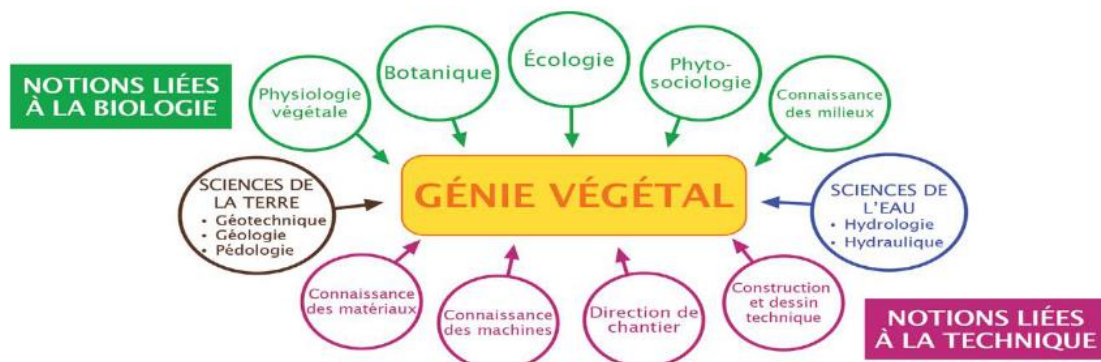 NOTIONS LIÉES
À LA BIOLOGIE
Physiologie
végétale
Botanique
Écologie
Phyto-
sociologie
Connaissance
des milieux
SCIENCES DE
LA TERRE
• Géotechnique
• Géologie
• Pédologie
GÉNIE VÉGÉTAL
SCIENCES DE
L'EAU
• Hydrologie
• Hydraulique
Connaissance
des matériaux
Connaissance
des machines
Direction de
chantier
Construction
et dessin
technique
NOTIONS LIÉES
À LA TECHNIQUE